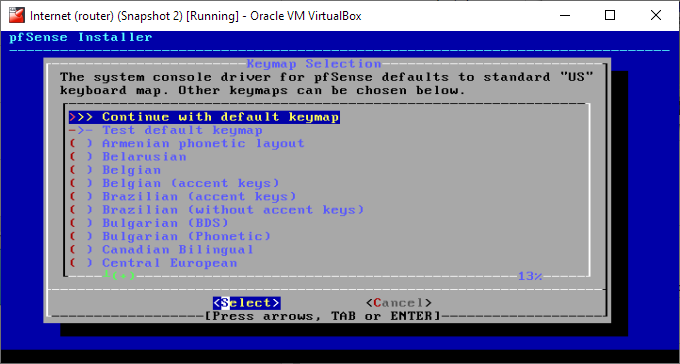 Internet (router) (Snapshot 2) [Running] - Oracle VM VirtualBox
pfSense Installer
Keymap Selection
The system console driver for pfSense defaults to standard "US"
keyboard map. Other keymaps can be chosen below.
>>> Continue with default keymap
->- Test default keymap
( ) Armenian phonetic layout
( ) Belarusian
( ) Belgian
( ) Belgian (accent keys)
( ) Brazilian (accent keys)
( ) Brazilian (without accent keys)
( ) Bulgarian (BDS)
( ) Bulgarian (Phonetic)
( ) Canadian Bilingual
( ) Central European
↓(+) 13%
<Select> <Cancel>
[Press arrows, TAB or ENTER]